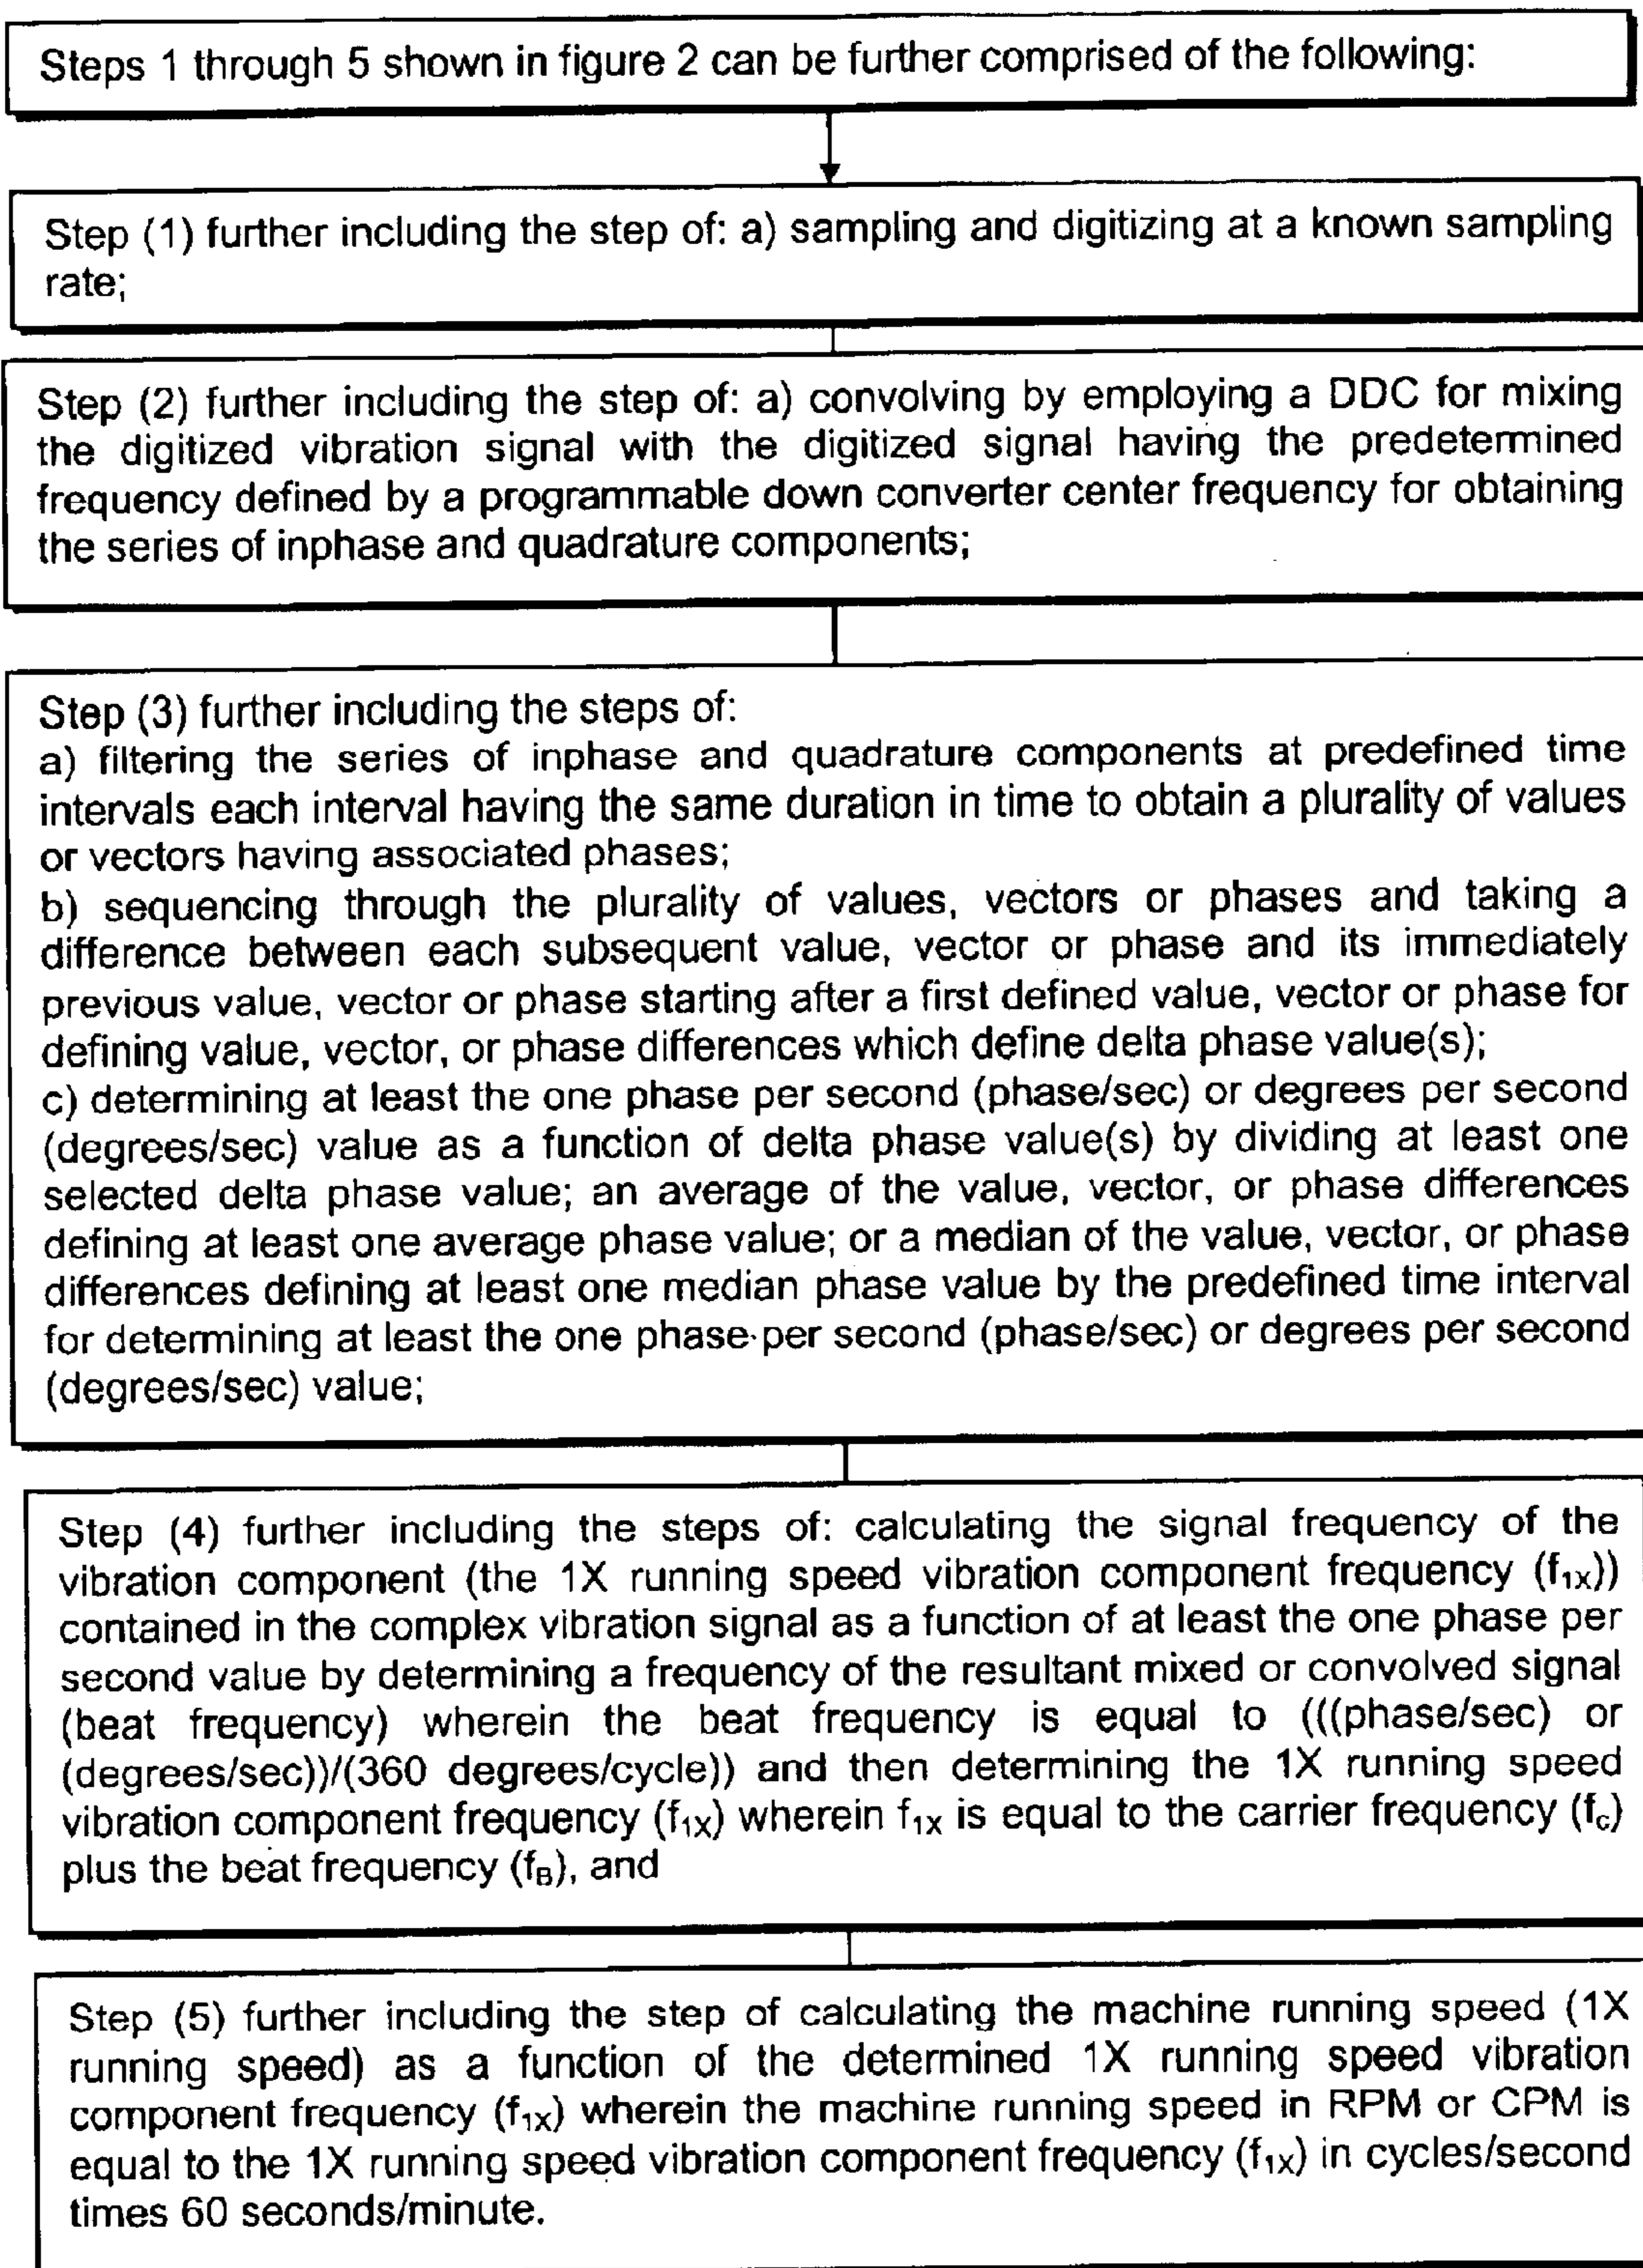 Steps 1 through 5 shown in figure 2 can be further comprised of the following:
Step (1) further including the step of: a) sampling and digitizing at a known sampling
rate;
Step (2) further including the step of: a) convolving by employing a DDC for mixing
the digitized vibration signal with the digitized signal having the predetermined
frequency defined by a programmable down converter center frequency for obtaining
the series of inphase and quadrature components;
Step (3) further including the steps of:
a) filtering the series of inphase and quadrature components at predefined time
intervals each interval having the same duration in time to obtain a plurality of values
or vectors having associated phases;
b) sequencing through the plurality of values, vectors or phases and taking a
difference between each subsequent value, vector or phase and its immediately
previous value, vector or phase starting after a first defined value, vector or phase for
defining value, vector, or phase differences which define delta phase value(s);
c) determining at least the one phase per second (phase/sec) or degrees per second
(degrees/sec) value as a function of delta phase value(s) by dividing at least one
selected delta phase value; an average of the value, vector, or phase differences
defining at least one average phase value; or a median of the value, vector, or phase
differences defining at least one median phase value by the predefined time interval
for determining at least the one phase per second (phase/sec) or degrees per second
(degrees/sec) value;
Step (4) further including the steps of: calculating the signal frequency of the
vibration component (the 1X running speed vibration component frequency (f1X))
contained in the complex vibration signal as a function of at least the one phase per
second value by determining a frequency of the resultant mixed or convolved signal
(beat frequency) wherein the beat frequency is equal to (((phase/sec) or
(degrees/sec))/(360 degrees/cycle)) and then determining the 1X running speed
vibration component frequency (f1X) wherein f1X is equal to the carrier frequency (fc)
plus the beat frequency (fB), and
Step (5) further including the step of calculating the machine running speed (1X
running speed) as a function of the determined 1X running speed vibration
component frequency (f1X) wherein the machine running speed in RPM or CPM is
equal to the 1X running speed vibration component frequency (f1X) in cycles/second
times 60 seconds/minute.